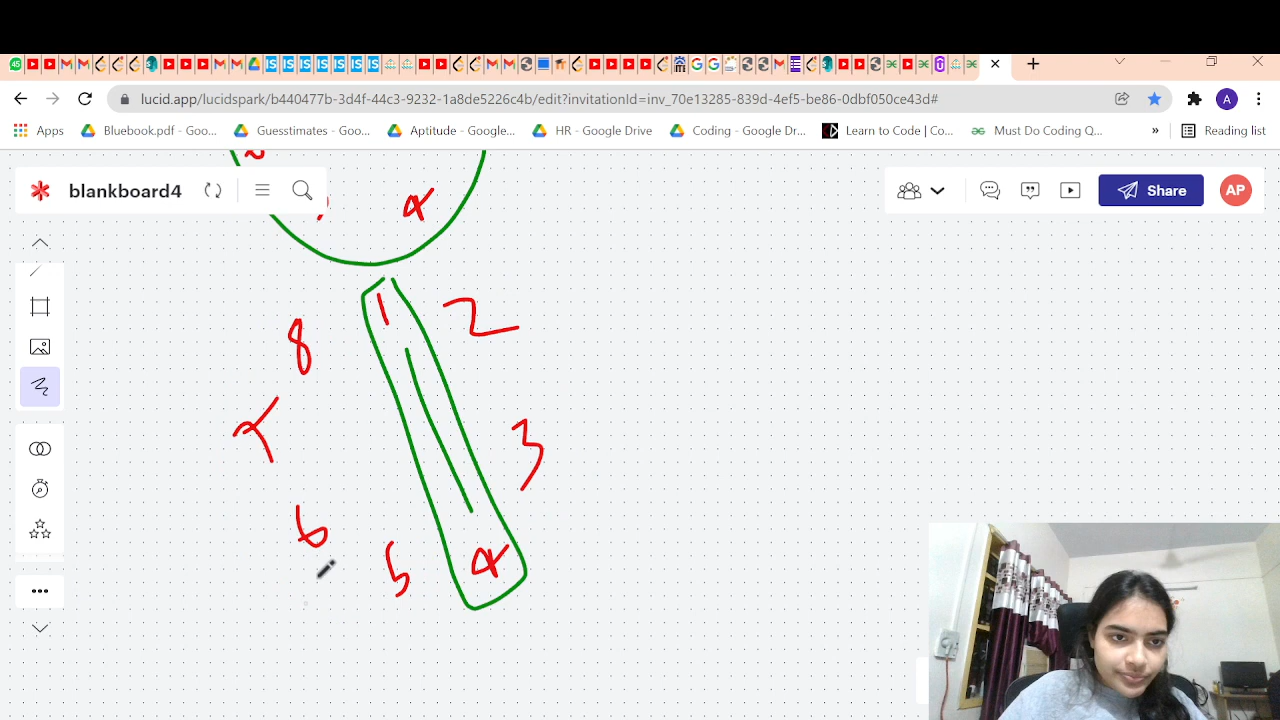 45
lucid.app/lucidspark/b440477b-3d4f-44c3-9232-1a8de5226c4b/edit?invitationId=inv_70e13285-839d-4ef5-be86-0dbf050ce43d#
A
Apps
Bluebook.pdf - Goo...
Guesstimates - Goo...
Aptitude - Google...
HR - Google Drive
Coding - Google Dr...
Learn to Code | Co...
Must Do Coding Q...
»
Reading list
blankboard4
Share
AP
4
1
2
8
7
3
6
5
4